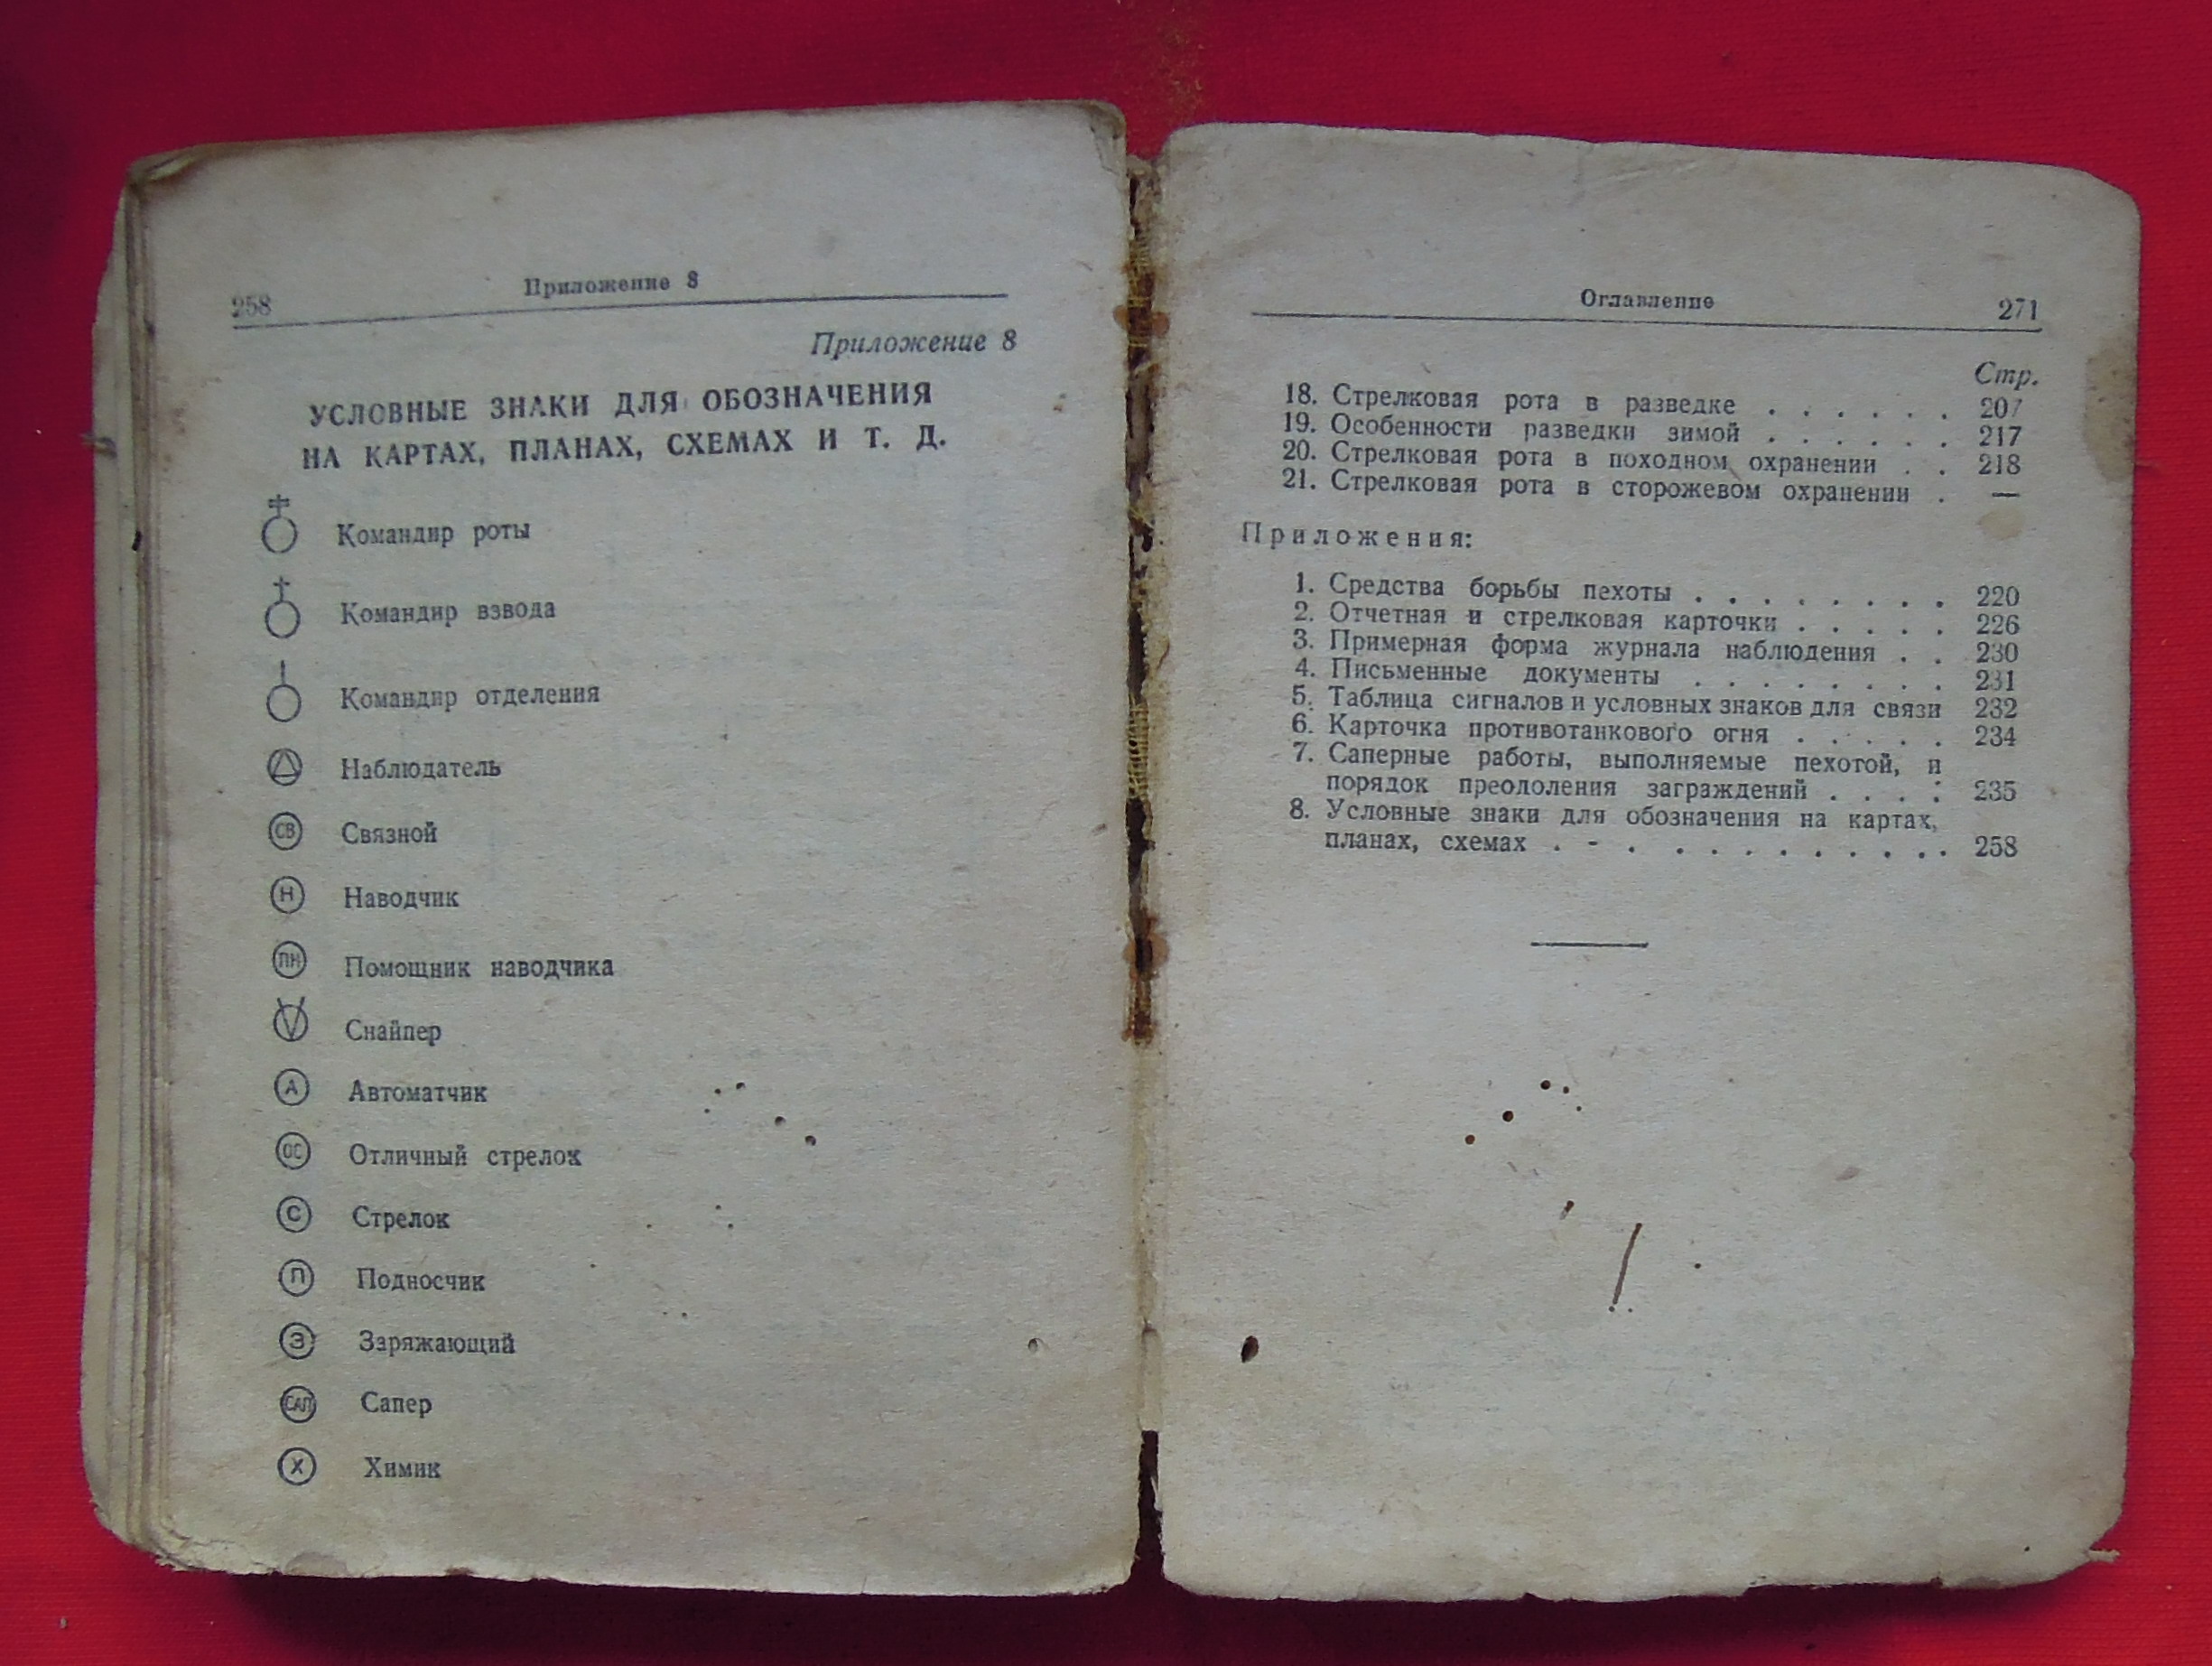 258
Приложение 8
Приложение 8
УСЛОВНЫЕ ЗНАКИ ДЛЯ ОБОЗНАЧЕНИЯ
НА КАРТАХ, ПЛАНАХ, СХЕМАХ И Т. Д.
Командир роты
Командир взвода
Командир отделения
Наблюдатель
СВ Связной
Н Наводчик
ПН Помощник наводчика
Снайпер
А Автоматчик
ОС Отличный стрелок
С Стрелок
П Подносчик
З Заряжающий
САП Сапер
Х Химик
Оглавление 271
Стр.
18. Стрелковая рота в разведке . . . . . . 207
19. Особенности разведки зимой . . . . . . 217
20. Стрелковая рота в походном охранении . . 218
21. Стрелковая рота в сторожевом охранении . —
Приложения:
1. Средства борьбы пехоты . . . . . . . . 220
2. Отчетная и стрелковая карточки . . . . . 226
3. Примерная форма журнала наблюдения . . 230
4. Письменные документы . . . . . . . . . 231
5. Таблица сигналов и условных знаков для связи 232
6. Карточка противотанкового огня . . . . . 234
7. Саперные работы, выполняемые пехотой, и
порядок преодоления заграждений . . . . 235
8. Условные знаки для обозначения на картах,
планах, схемах . . . . . . . . . . . . 258